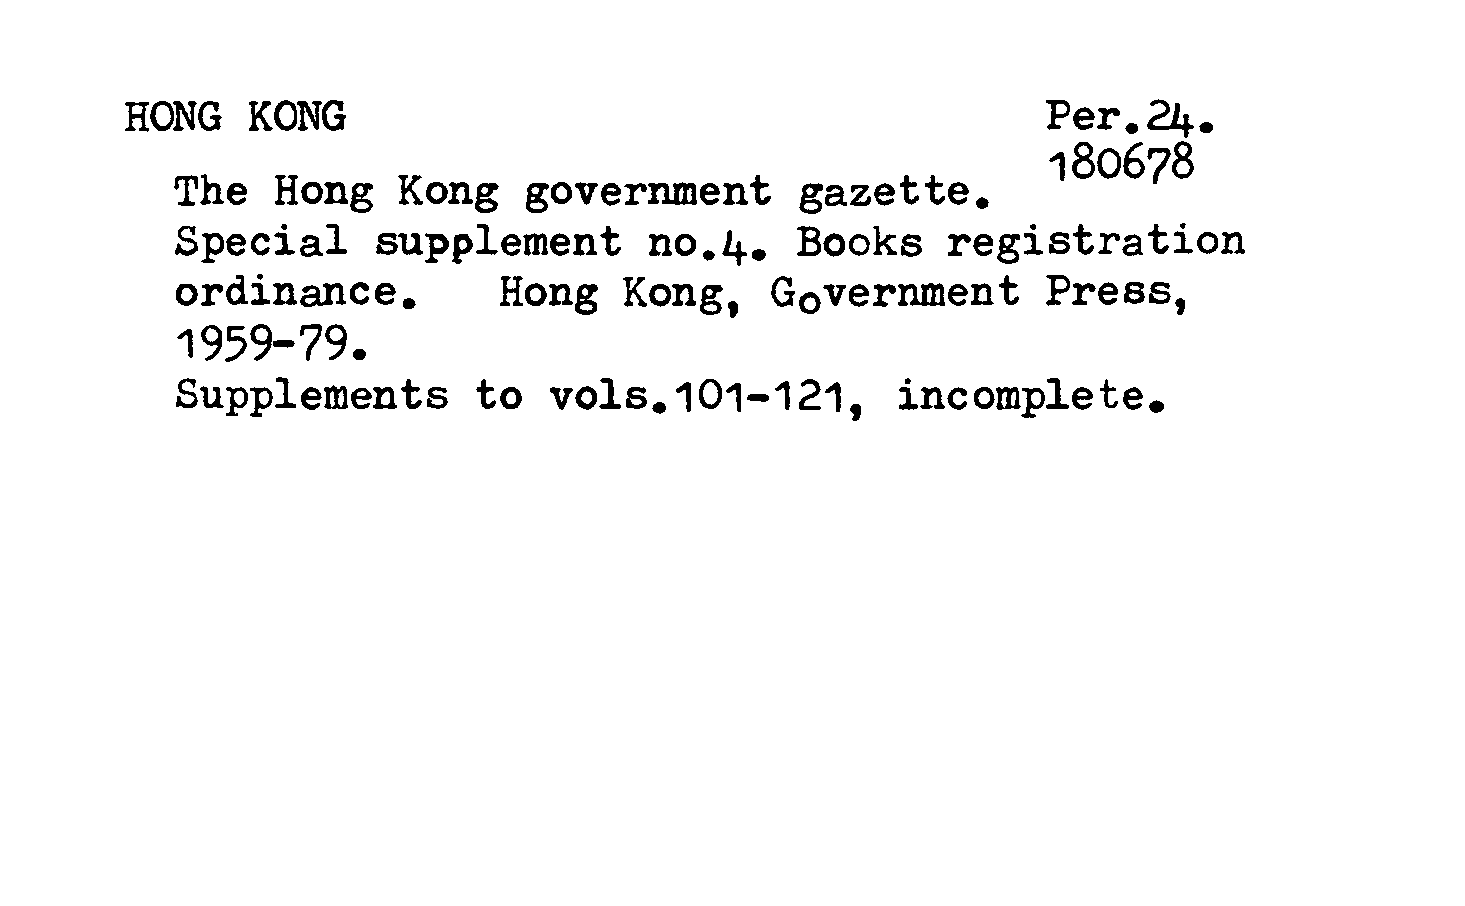 HONG KONG
Per.24.
180678
The Hong Kong government gazette.
Special supplement no.4. Books registration
ordinance.   Hong Kong, Government Press,
1959-79.
Supplements to vols.101-121, incomplete.